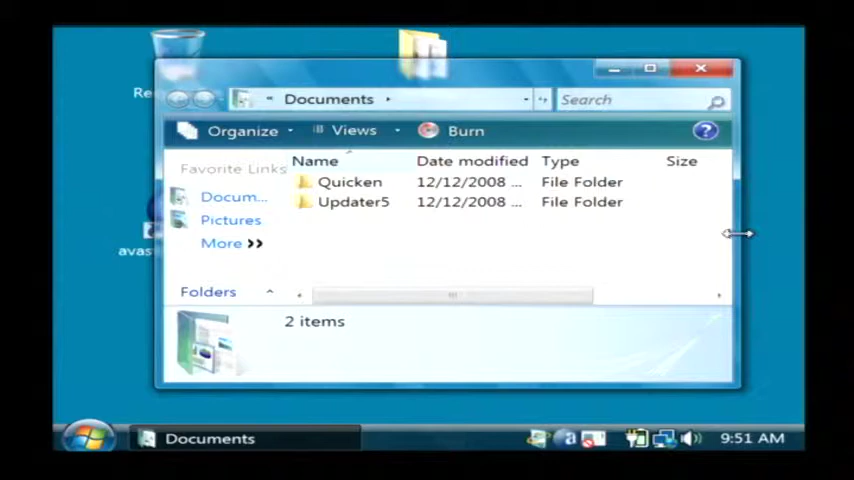 Re
Documents
Search
Organize
Views
Burn
?
Favorite Links
Name
Date modified
Type
Size
Docum...
Quicken
12/12/2008 ...
File Folder
Pictures
Updater5
12/12/2008 ...
File Folder
More >>
avas
Folders
2 items
Documents
9:51 AM